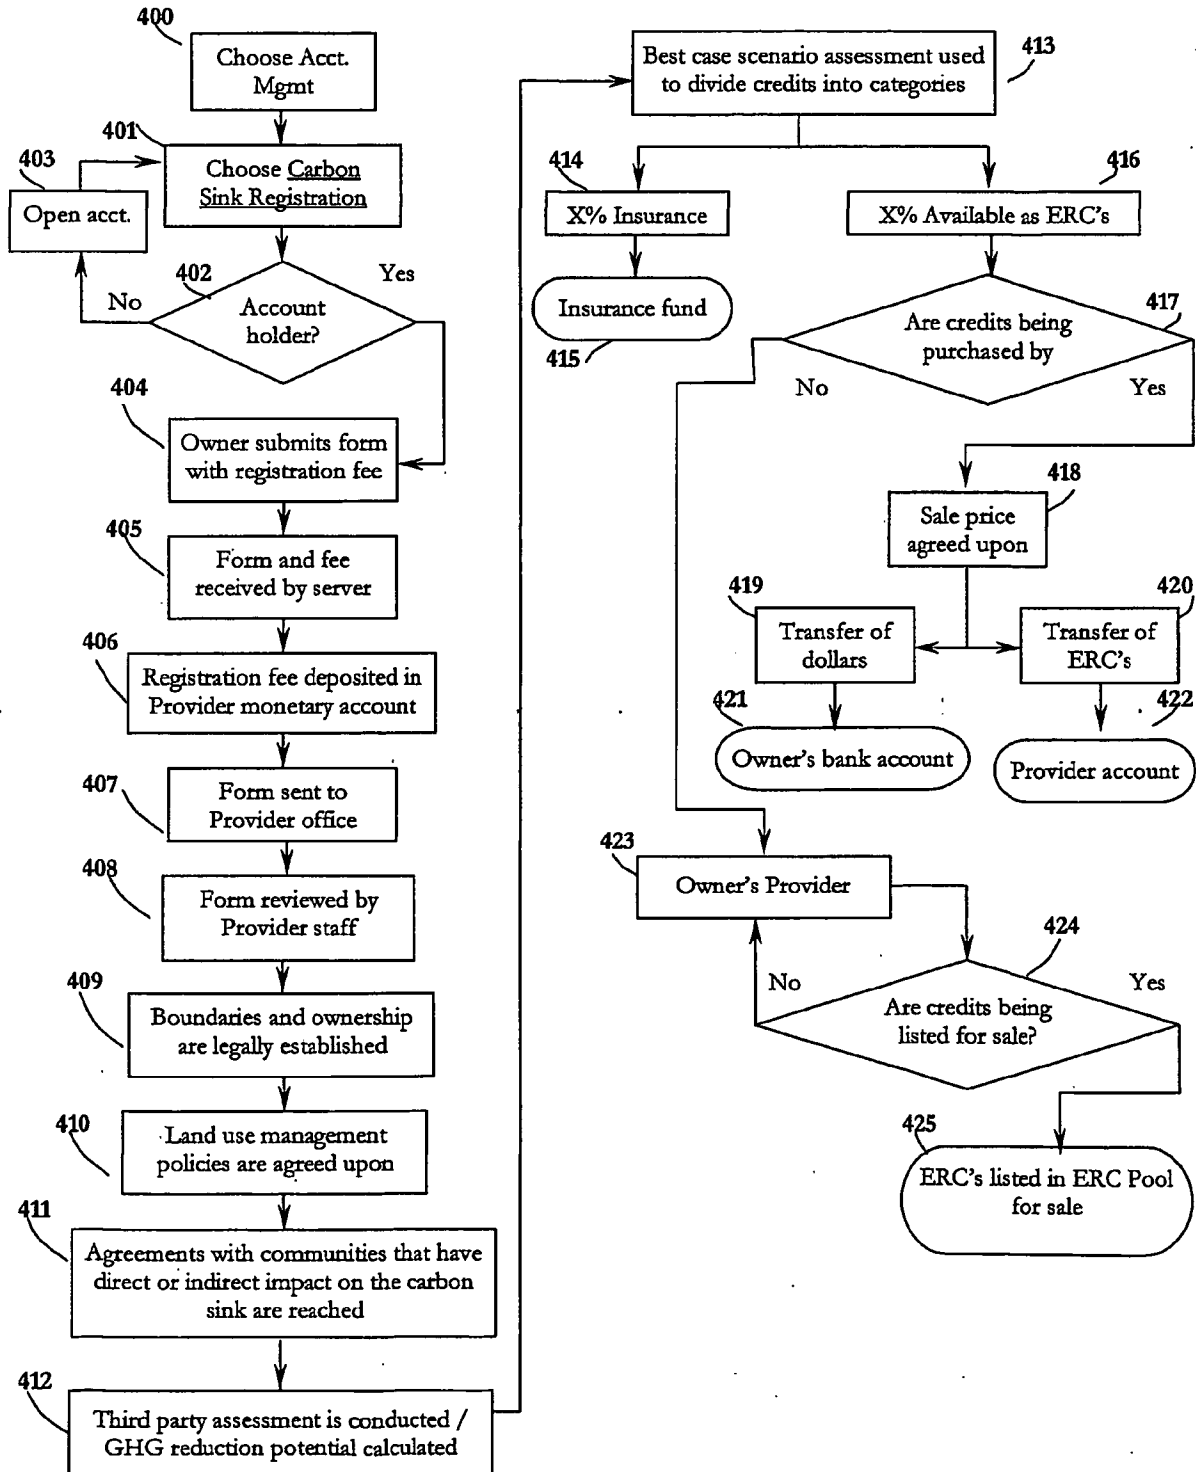 400
Choose Acct.
Mgmt
401
Choose Carbon
Sink Registration
403
Open acct.
402
Yes
No
Account
holder?
404
Owner submits form
with registration fee
405
Form and fee
received by server
406
Registration fee deposited in
Provider monetary account
407
Form sent to
Provider office
408
Form reviewed by
Provider staff
409
Boundaries and ownership
are legally established
410
Land use management
policies are agreed upon
411
Agreements with communities that have
direct or indirect impact on the carbon
sink are reached
412
Third party assessment is conducted /
GHG reduction potential calculated
413
Best case scenario assessment used
to divide credits into categories
414
X% Insurance
416
X% Available as ERC's
Insurance fund
415
417
Are credits being
purchased by
No
Yes
418
Sale price
agreed upon
419
Transfer of
dollars
420
Transfer of
ERC's
421
Owner's bank account
422
Provider account
423
Owner's Provider
424
No
Yes
Are credits being
listed for sale?
425
ERC's listed in ERC Pool
for sale